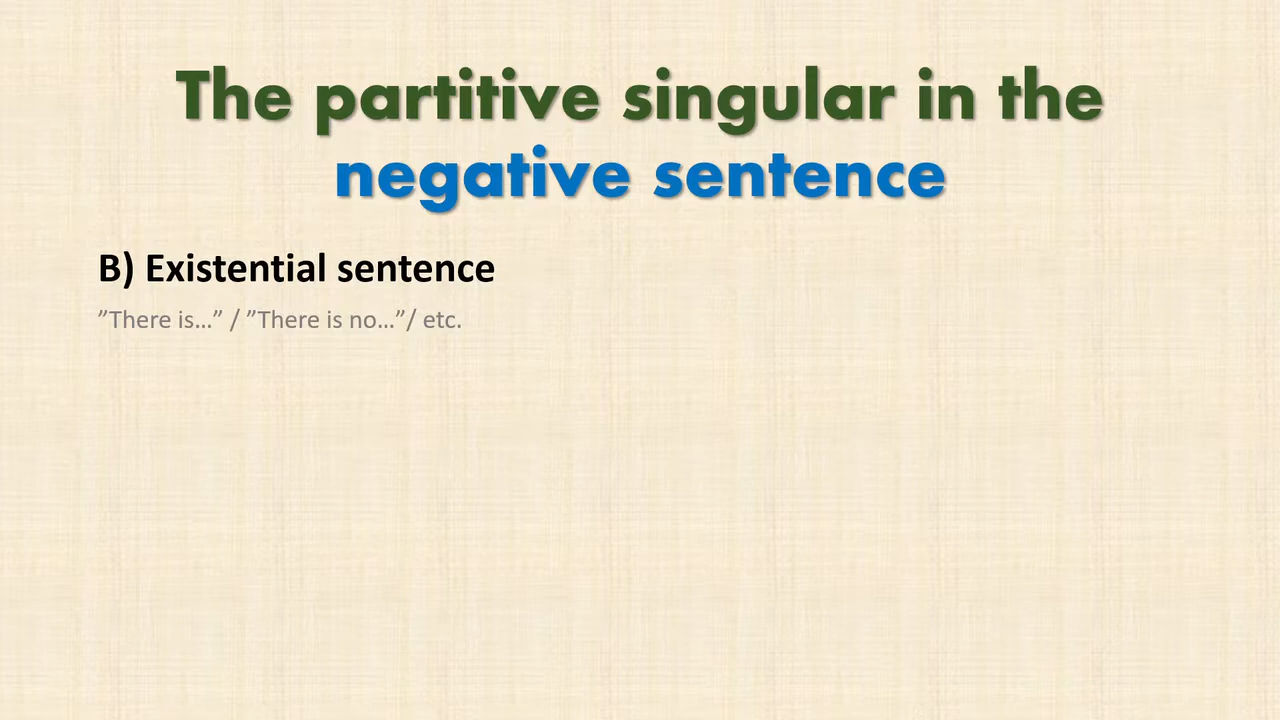 The partitive singular in the
negative sentence
B) Existential sentence
”There is…” / ”There is no…”/ etc.